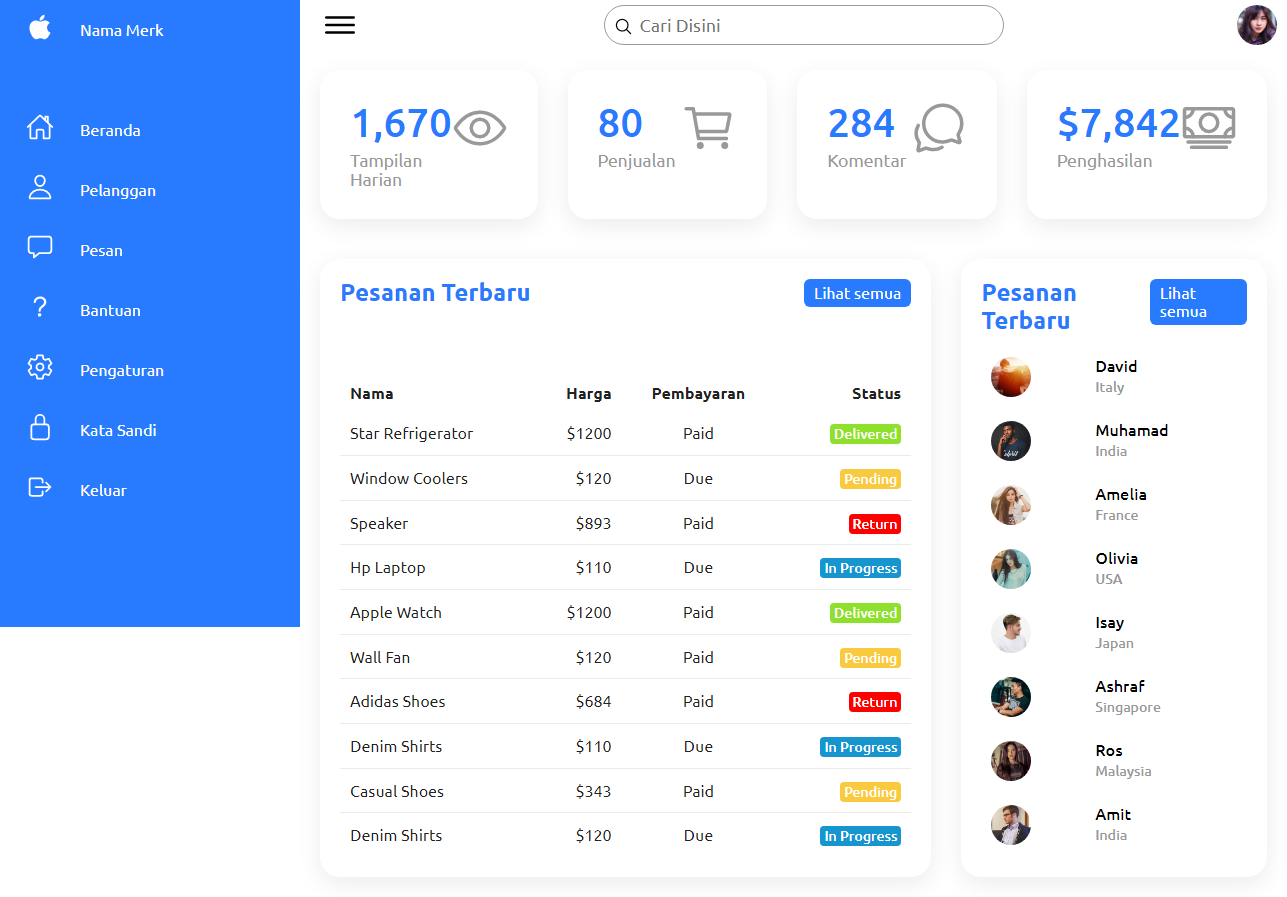 Nama Merk
Beranda
Pelanggan
Pesan
Bantuan
Pengaturan
Kata Sandi
Keluar
Cari Disini
1,670
Tampilan
Harian
80
Penjualan
284
Komentar
$7,842
Penghasilan
Pesanan Terbaru Lihat semua
Nama Harga Pembayaran Status
Star Refrigerator $1200 Paid Delivered
Window Coolers $120 Due Pending
Speaker $893 Paid Return
Hp Laptop $110 Due In Progress
Apple Watch $1200 Paid Delivered
Wall Fan $120 Paid Pending
Adidas Shoes $684 Paid Return
Denim Shirts $110 Due In Progress
Casual Shoes $343 Paid Pending
Denim Shirts $120 Due In Progress
Pesanan
Terbaru
Lihat
semua
David
Italy
Muhamad
India
Amelia
France
Olivia
USA
Isay
Japan
Ashraf
Singapore
Ros
Malaysia
Amit
India